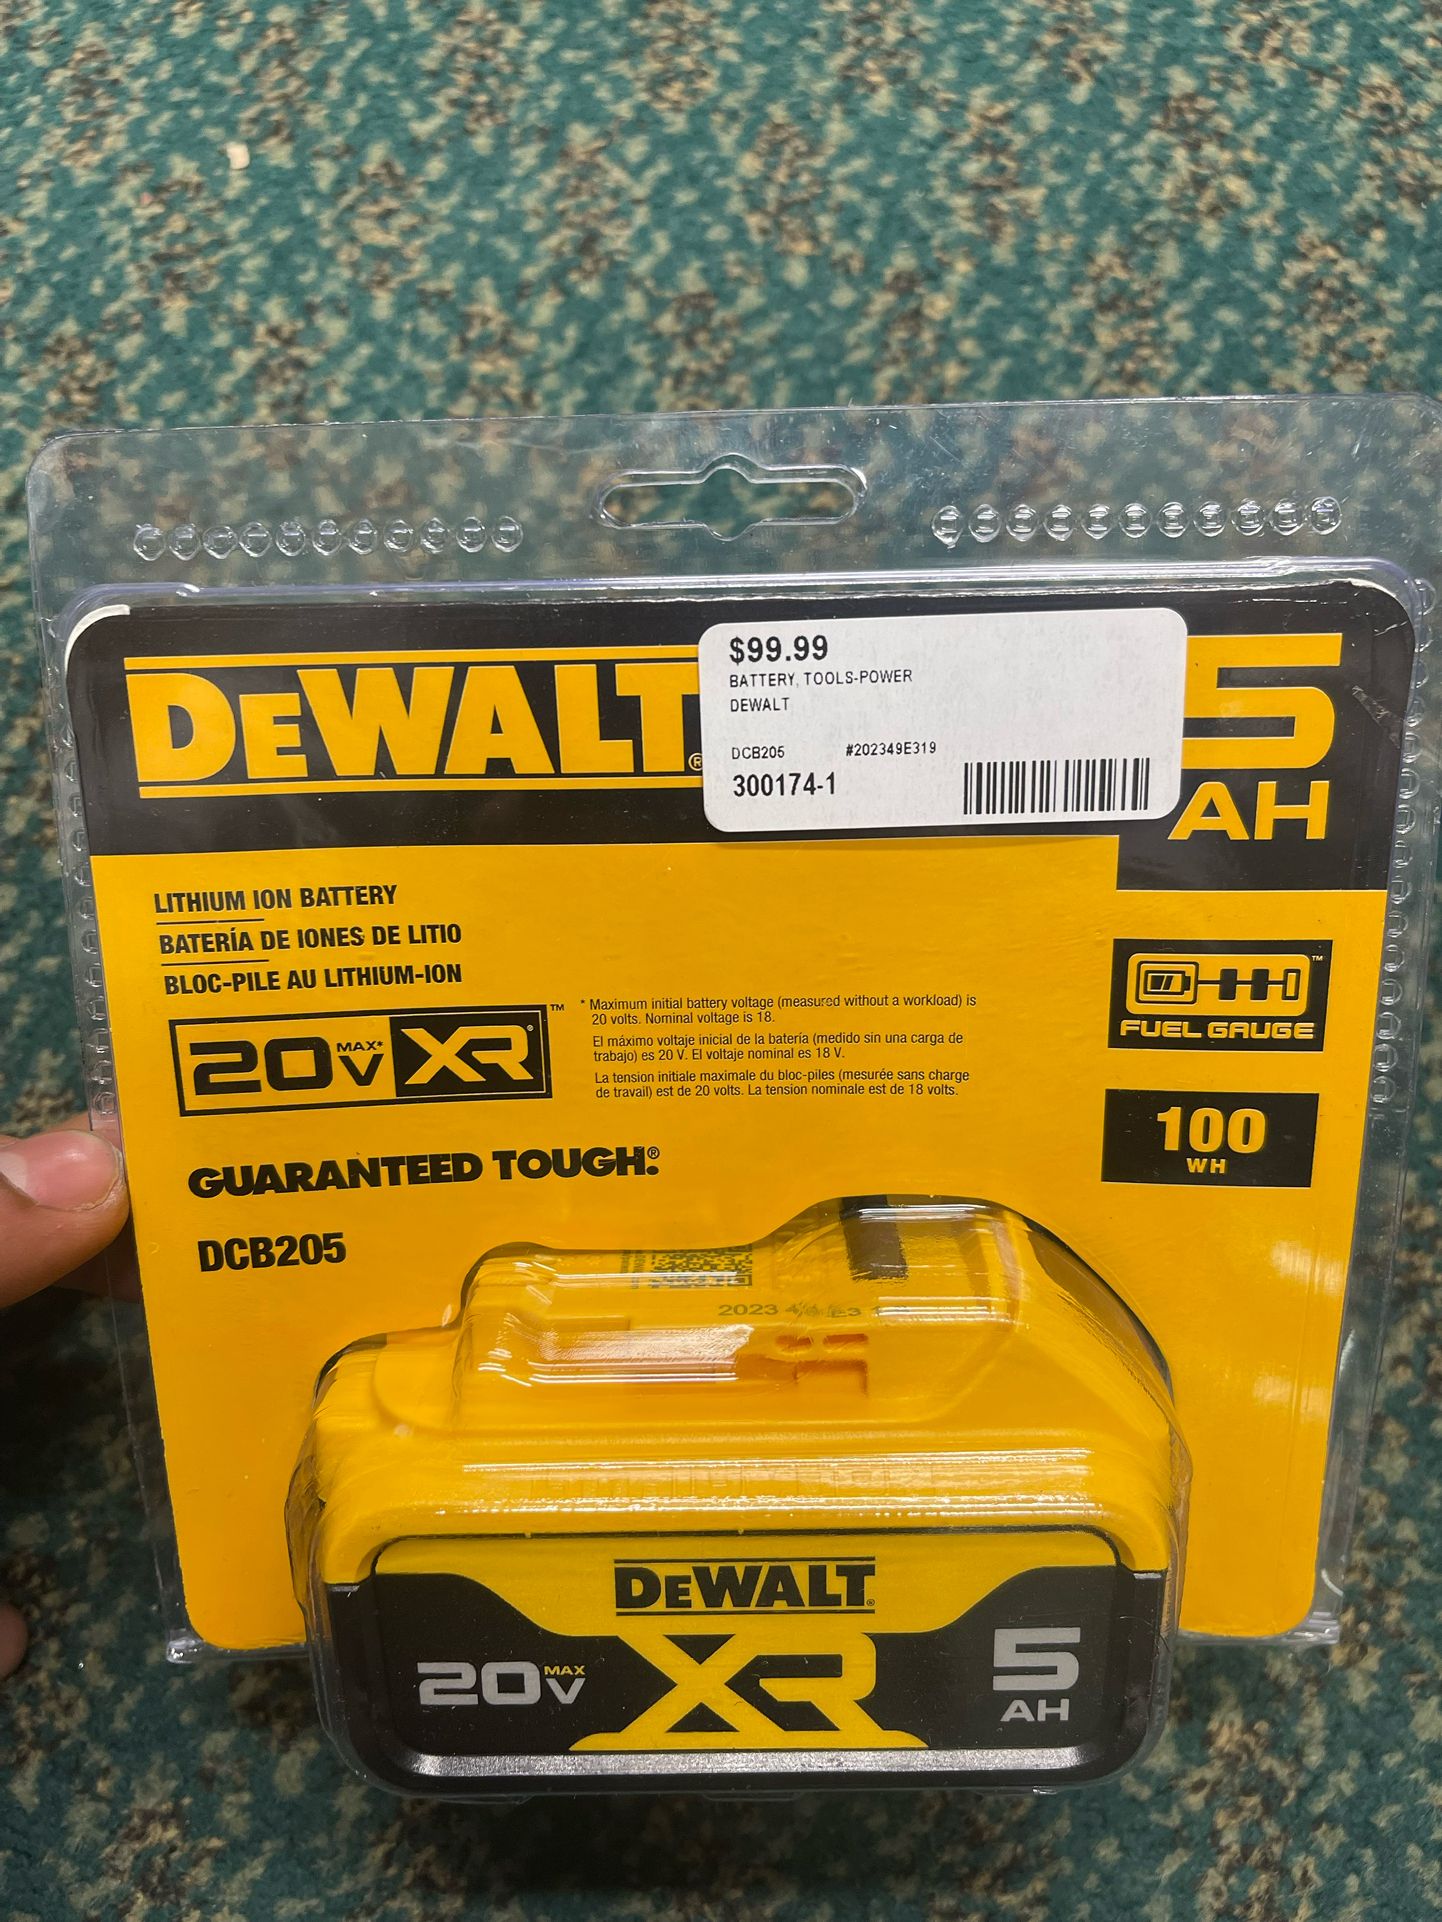 $99.99
BATTERY, TOOLS-POWER
DEWALT
DCB205 #202349E319
300174-1
DEWALT®
5
AH
LITHIUM ION BATTERY
BATERÍA DE IONES DE LITIO
BLOC-PILE AU LITHIUM-ION
20V MAX* XR® ™
* Maximum initial battery voltage (measured without a workload) is
20 volts. Nominal voltage is 18.
El máximo voltaje inicial de la batería (medido sin una carga de
trabajo) es 20 V. El voltaje nominal es 18 V.
La tension initiale maximale du bloc-piles (mesurée sans charge
de travail) est de 20 volts. La tension nominale est de 18 volts.
FUEL GAUGE™
100
WH
GUARANTEED TOUGH.®
DCB205
2023
DEWALT®
20V MAX XR 5
AH